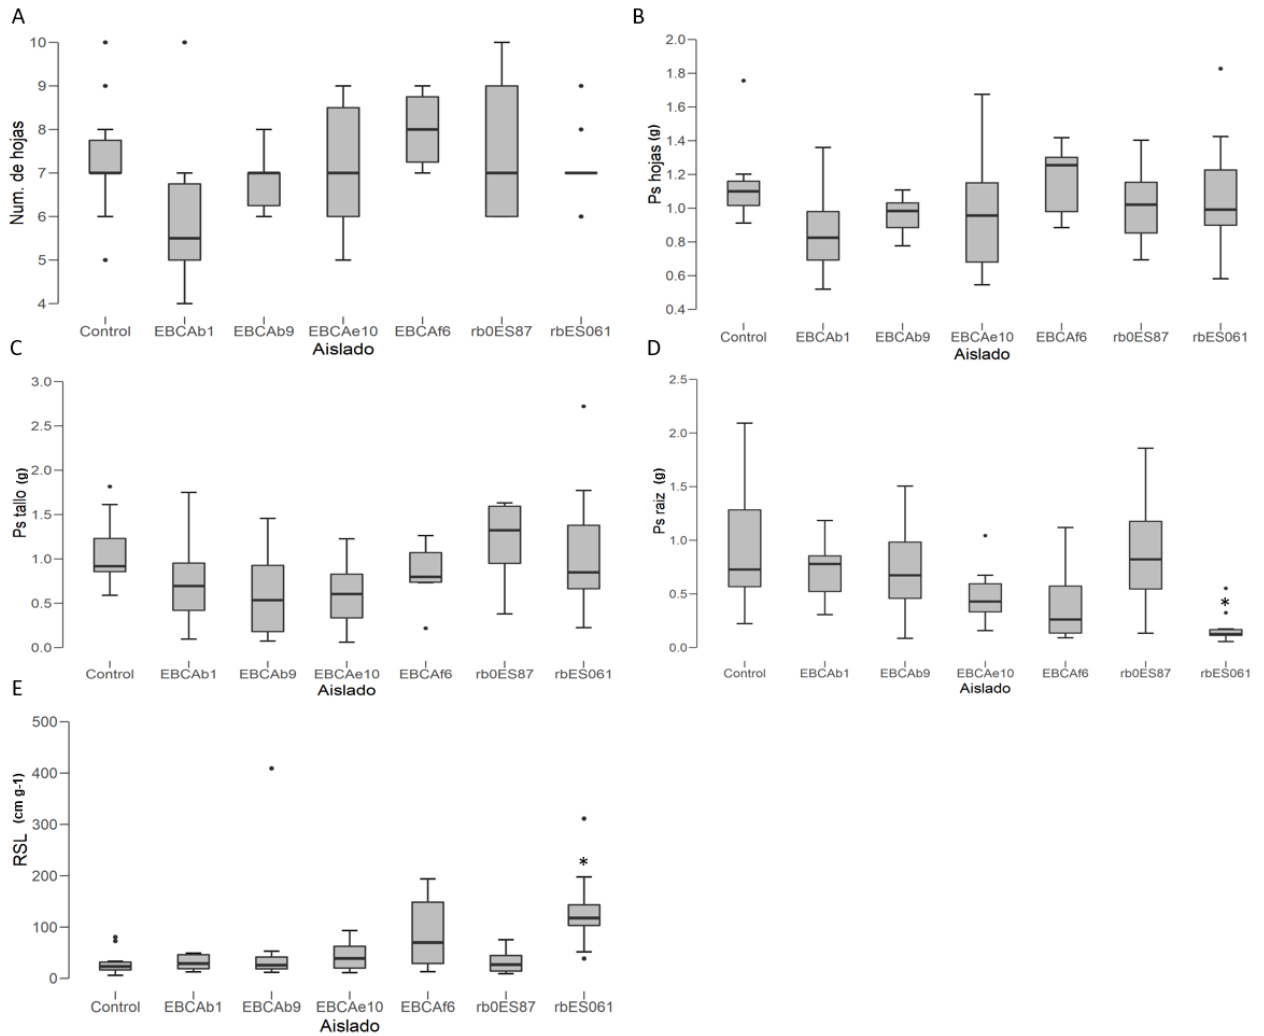 A
Num. de hojas
10
9
8
7
6
5
4
Control EBCAb1 EBCAb9 EBCAe10 EBCAf6 rb0ES87 rbES061
Aislado
B
Ps hojas (g)
2.0
1.8
1.6
1.4
1.2
1.0
0.8
0.6
0.4
Control EBCAb1 EBCAb9 EBCAe10 EBCAf6 rb0ES87 rbES061
Aislado
C
Ps tallo (g)
3.0
2.5
2.0
1.5
1.0
0.5
0.0
Control EBCAb1 EBCAb9 EBCAe10 EBCAf6 rb0ES87 rbES061
Aislado
D
Ps raiz (g)
2.5
2.0
1.5
1.0
0.5
0.0
*
Control EBCAb1 EBCAb9 EBCAe10 EBCAf6 rb0ES87 rbES061
Aislado
E
RSL (cm g-1)
500
400
300
200
100
0
*
Control EBCAb1 EBCAb9 EBCAe10 EBCAf6 rb0ES87 rbES061
Aislado